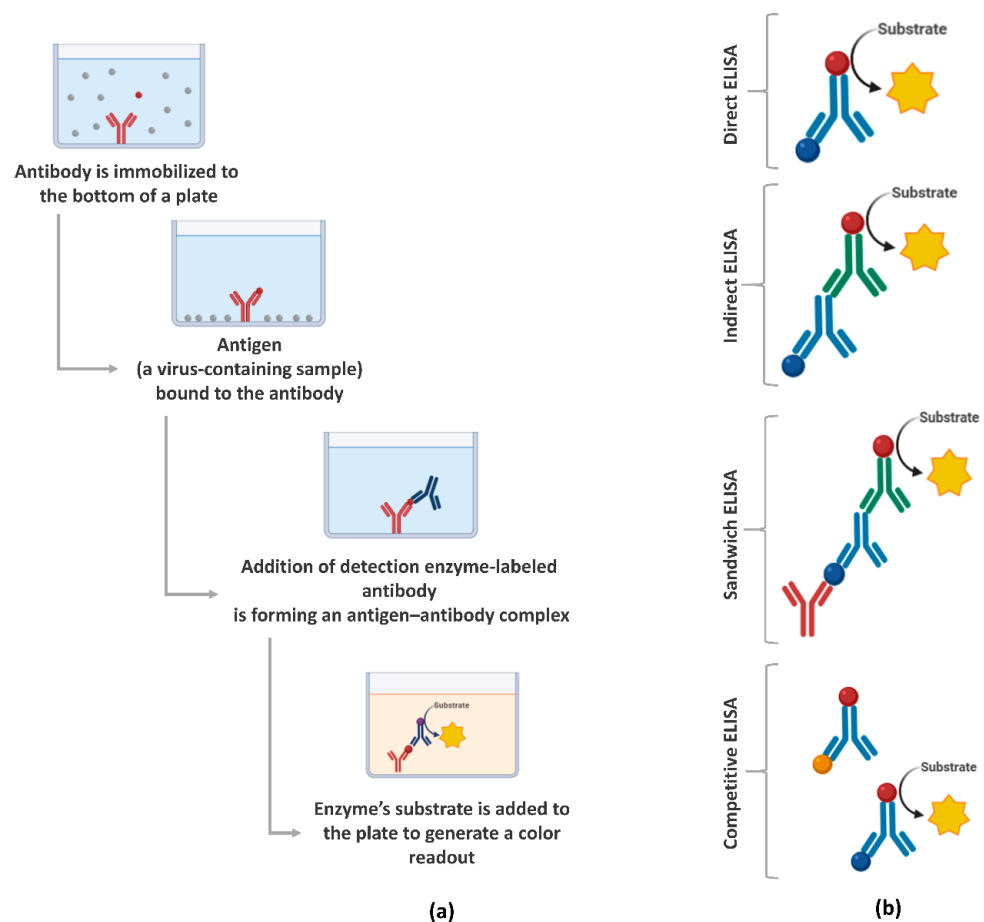 Antibody is immobilized to
the bottom of a plate
Antigen
(a virus-containing sample)
bound to the antibody
Addition of detection enzyme-labeled
antibody
is forming an antigen–antibody complex
Substrate
Enzyme's substrate is added to
the plate to generate a color
readout
(a)
Direct ELISA
Substrate
Indirect ELISA
Substrate
Sandwich ELISA
Substrate
Competitive ELISA
Substrate
(b)